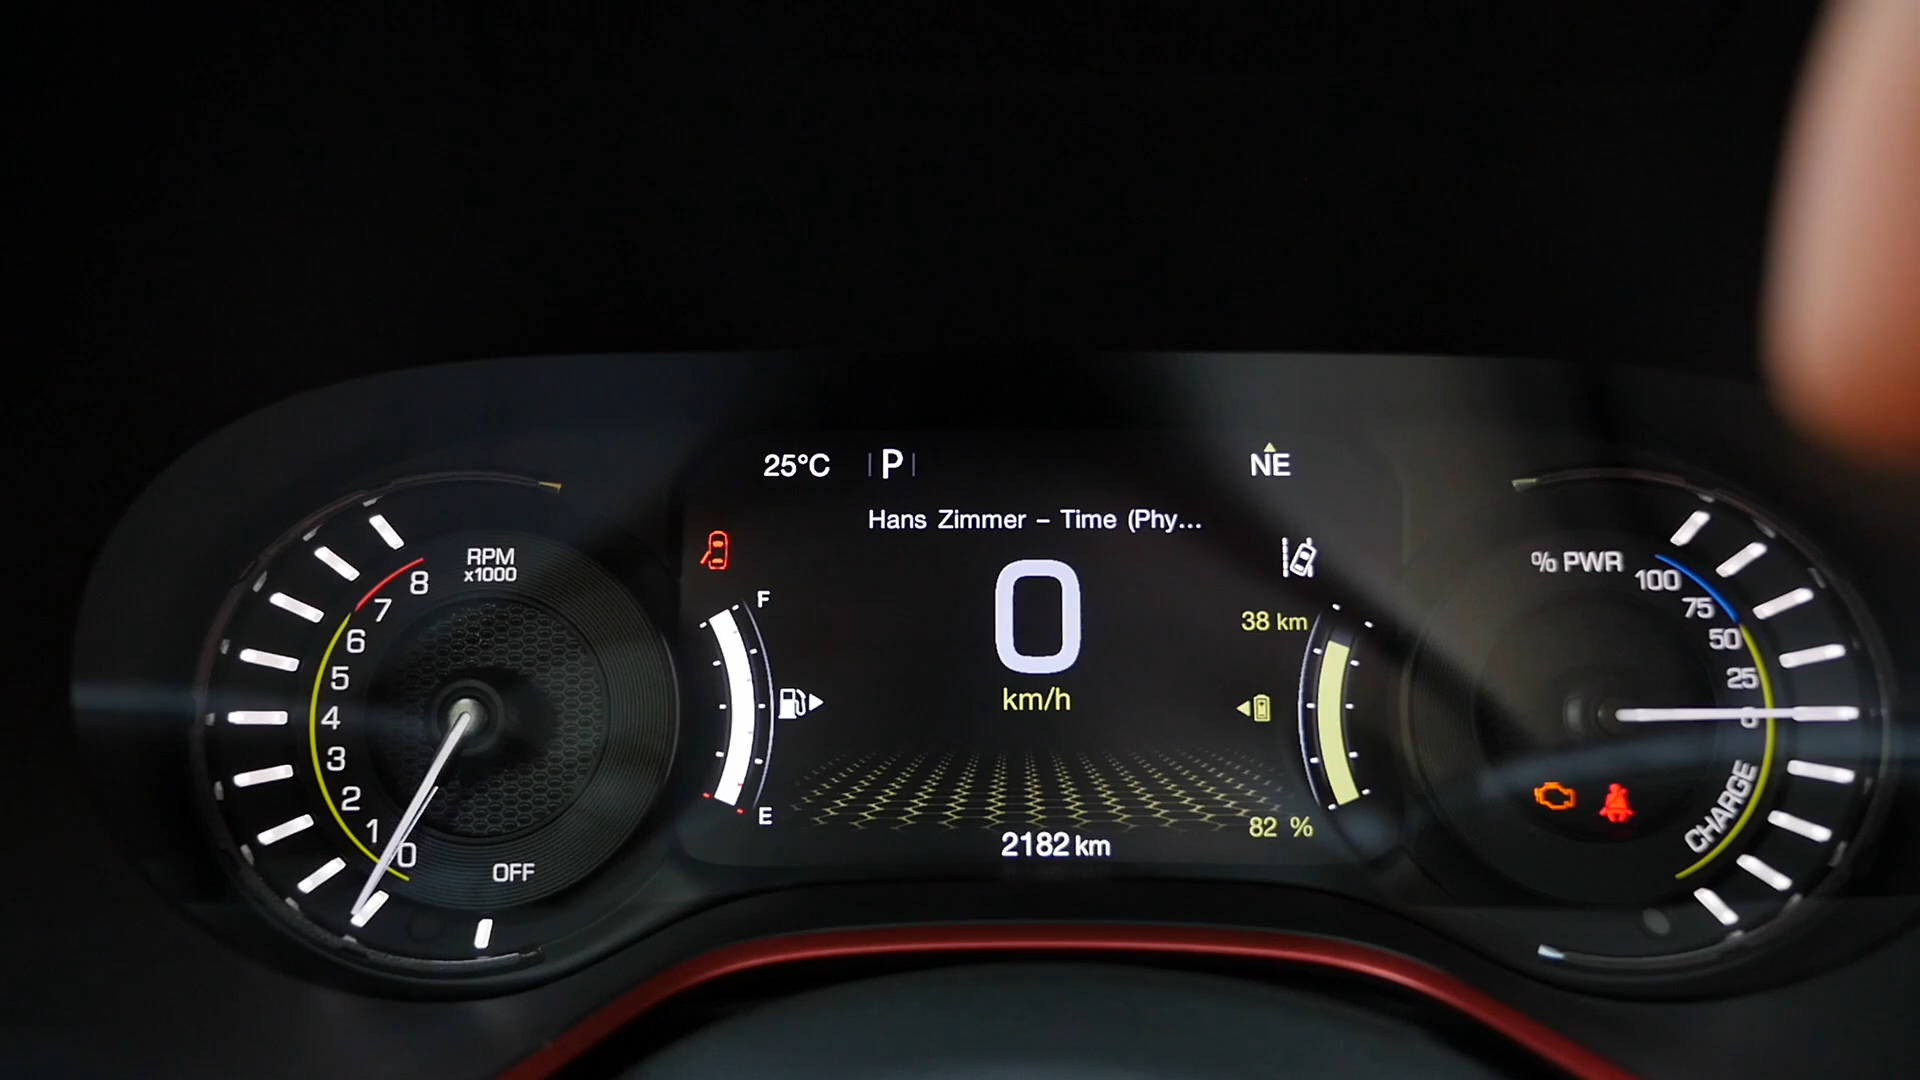 25°C P NE
Hans Zimmer – Time (Phy...
RPM
x1000
8
7
6
5
4
3
2
1
0
OFF
F
E
0
km/h
2182 km
38 km
82 %
% PWR
100
75
50
25
0
CHARGE